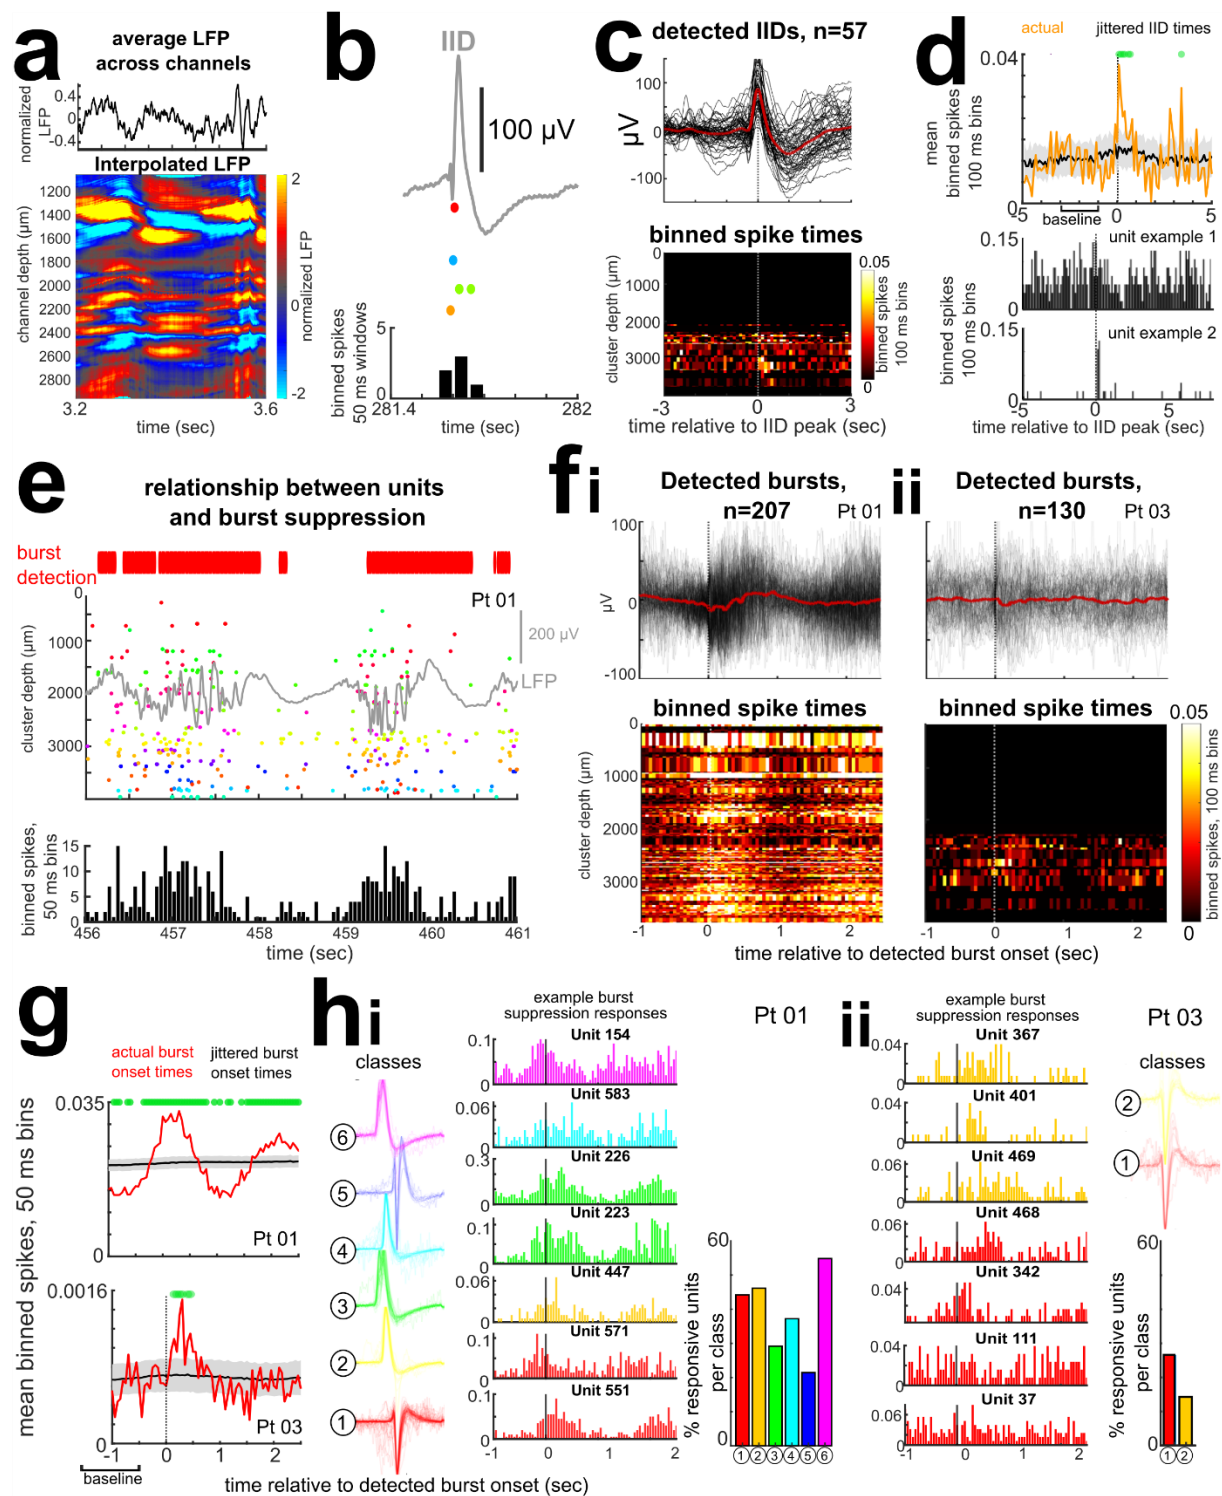 a
average LFP
across channels
normalized
LFP
0.4
0
-0.4
Interpolated LFP
channel depth (µm)
1200
1400
1600
1800
2000
2200
2400
2600
2800
3.2
3.6
time (sec)
2
0
-2
normalized LFP
b
IID
100 µV
binned spikes
50 ms windows
5
0
281.4
282
time (sec)
c
detected IIDs, n=57
µV
100
50
0
-50
-100
binned spike times
cluster depth (µm)
0
1000
2000
3000
0.05
0
binned spikes
100 ms bins
-3
0
3
time relative to IID peak (sec)
d
actual
jittered IID times
mean
binned spikes
100 ms bins
0.04
0
-5
0
5
baseline
unit example 1
0.15
0
unit example 2
0.15
0
binned spikes
100 ms bins
-5
0
5
time relative to IID peak (sec)
e
relationship between units
and burst suppression
burst
detection
Pt 01
200 µV
LFP
cluster depth (µm)
0
1000
2000
3000
binned spikes,
50 ms bins
15
10
5
0
456
457
458
459
460
461
time (sec)
f i
Detected bursts,
n=207
Pt 01
µV
100
0
-100
binned spike times
cluster depth (µm)
0
1000
2000
3000
-1
0
1
2
ii
Detected bursts,
n=130
Pt 03
binned spike times
0.05
0
binned spikes, 100 ms bins
-1
0
1
2
time relative to detected burst onset (sec)
g
actual burst
onset times
jittered burst
onset times
mean binned spikes, 50 ms bins
0.035
0
Pt 01
0.0016
0
Pt 03
-1
0
1
2
baseline
time relative to detected burst onset (sec)
h i
classes
6
5
4
3
2
1
example burst
suppression responses
Pt 01
Unit 154
0.1
0
Unit 583
0.06
0
Unit 226
0.3
0
Unit 223
0.1
0
Unit 447
0.06
0
Unit 571
0.1
0
Unit 551
0.1
0
-1
0
1
2
% responsive units
per class
60
0
1 2 3 4 5 6
ii
example burst
suppression responses
Pt 03
classes
2
1
Unit 367
0.04
0
Unit 401
0.04
0
Unit 469
0.06
0
Unit 468
0.06
0
Unit 342
0.04
0
Unit 111
0.04
0
Unit 37
0.06
0
-1
0
1
2
% responsive units
per class
60
0
1 2